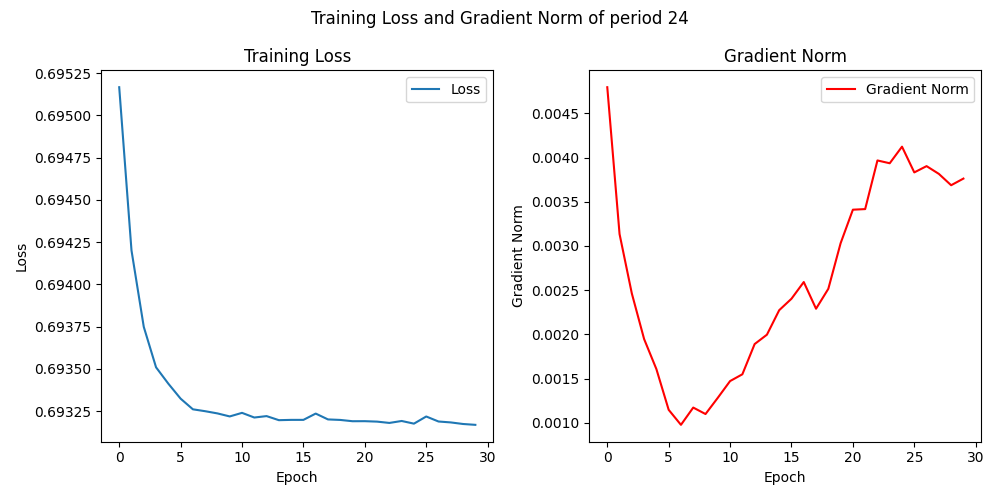 Training Loss and Gradient Norm of period 24
Training Loss
Loss
0.69525
0.69500
0.69475
0.69450
0.69425
0.69400
0.69375
0.69350
0.69325
Loss
0 5 10 15 20 25 30
Epoch
Gradient Norm
Gradient Norm
0.0045
0.0040
0.0035
0.0030
0.0025
0.0020
0.0015
0.0010
Gradient Norm
0 5 10 15 20 25 30
Epoch